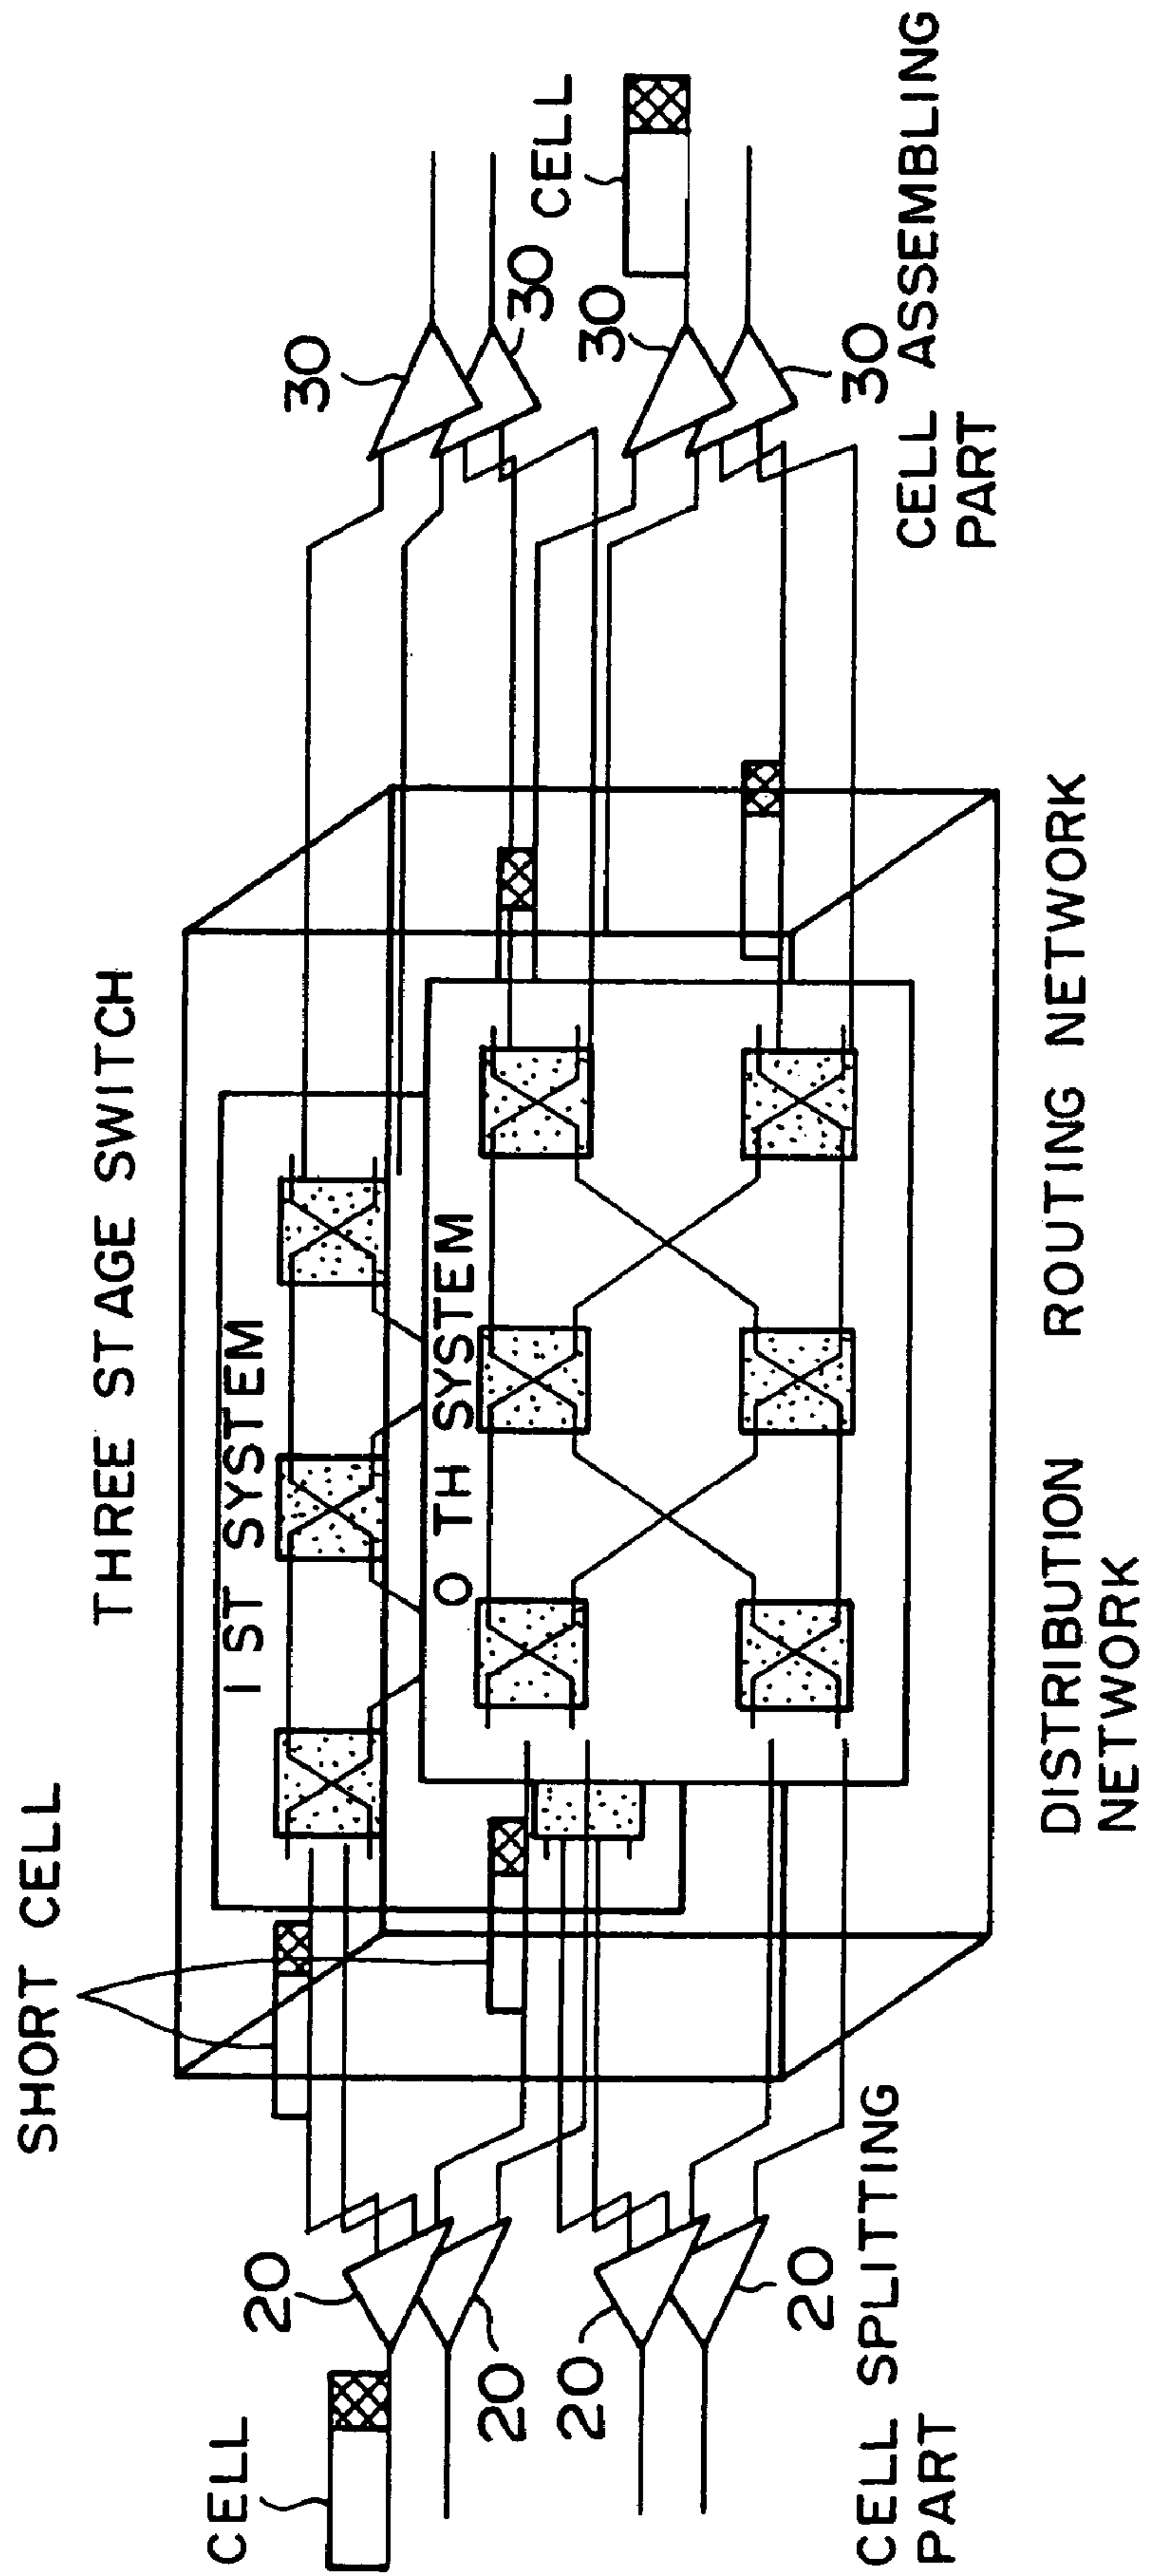 THREE STAGE SWITCH
SHORT CELL
1 ST SYSTEM
0 TH SYSTEM
CELL
20
20
20
20
CELL SPLITTING
PART
DISTRIBUTION
NETWORK
ROUTING NETWORK
30
30
30
30
CELL
CELL ASSEMBLING
PART